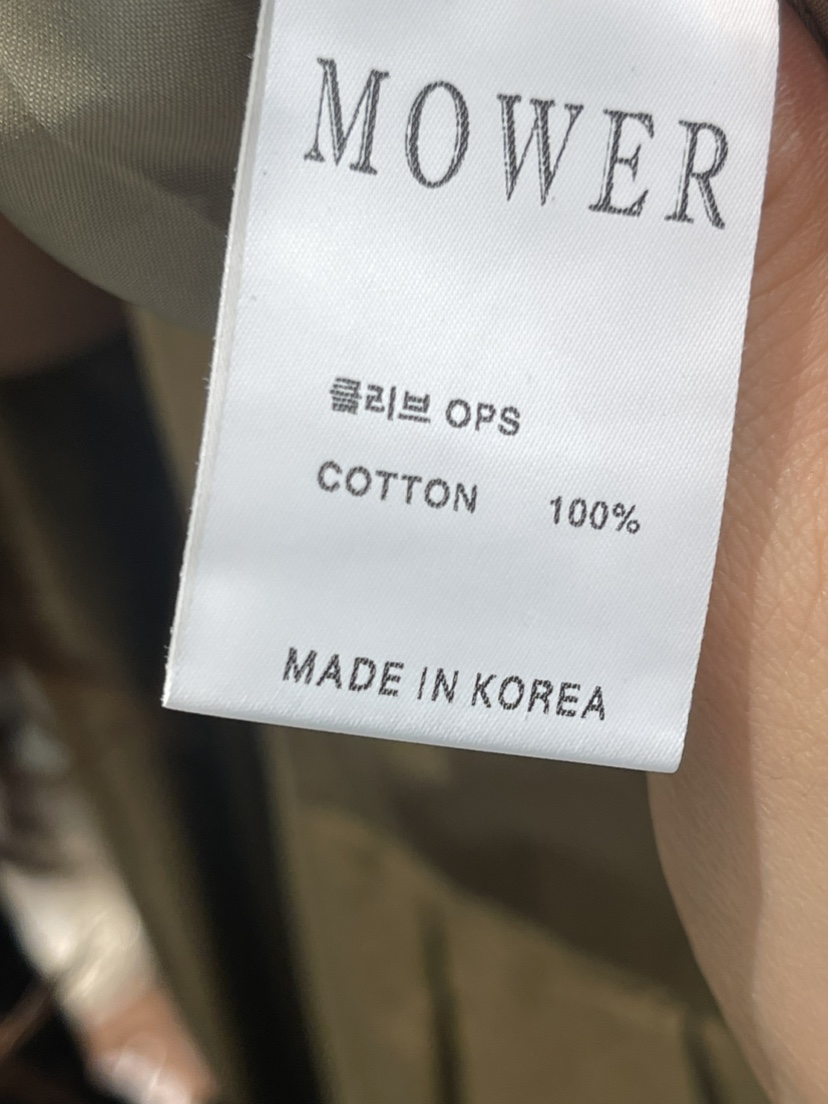 MOWER
클리브 OPS
COTTON 100%
MADE IN KOREA